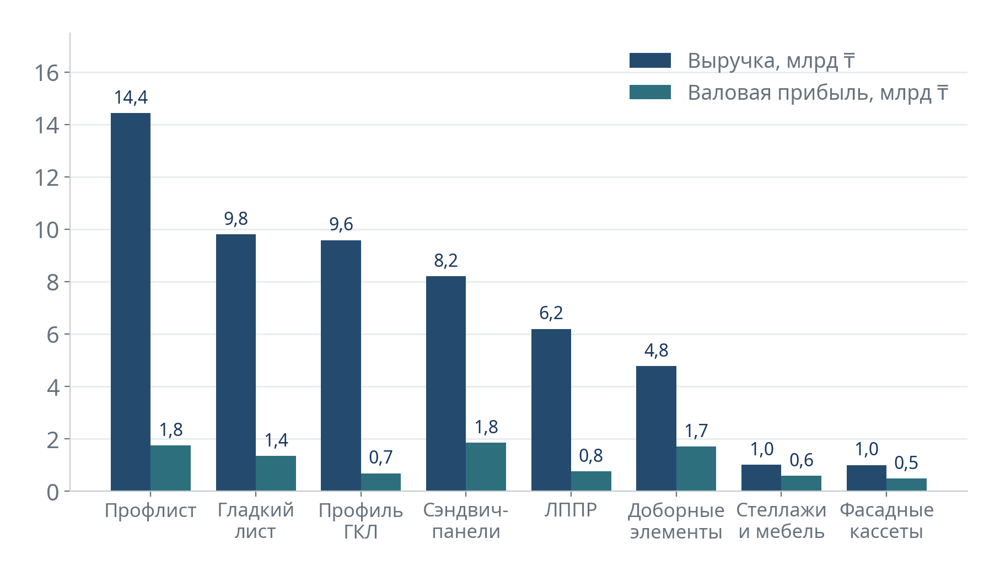 Выручка, млрд ₸
Валовая прибыль, млрд ₸
16
14
12
10
8
6
4
2
0
14,4
1,8
9,8
1,4
9,6
0,7
8,2
1,8
6,2
0,8
4,8
1,7
1,0
0,6
1,0
0,5
Профлист
Гладкий
лист
Профиль
ГКЛ
Сэндвич-
панели
ЛППР
Доборные
элементы
Стеллажи
и мебель
Фасадные
кассеты